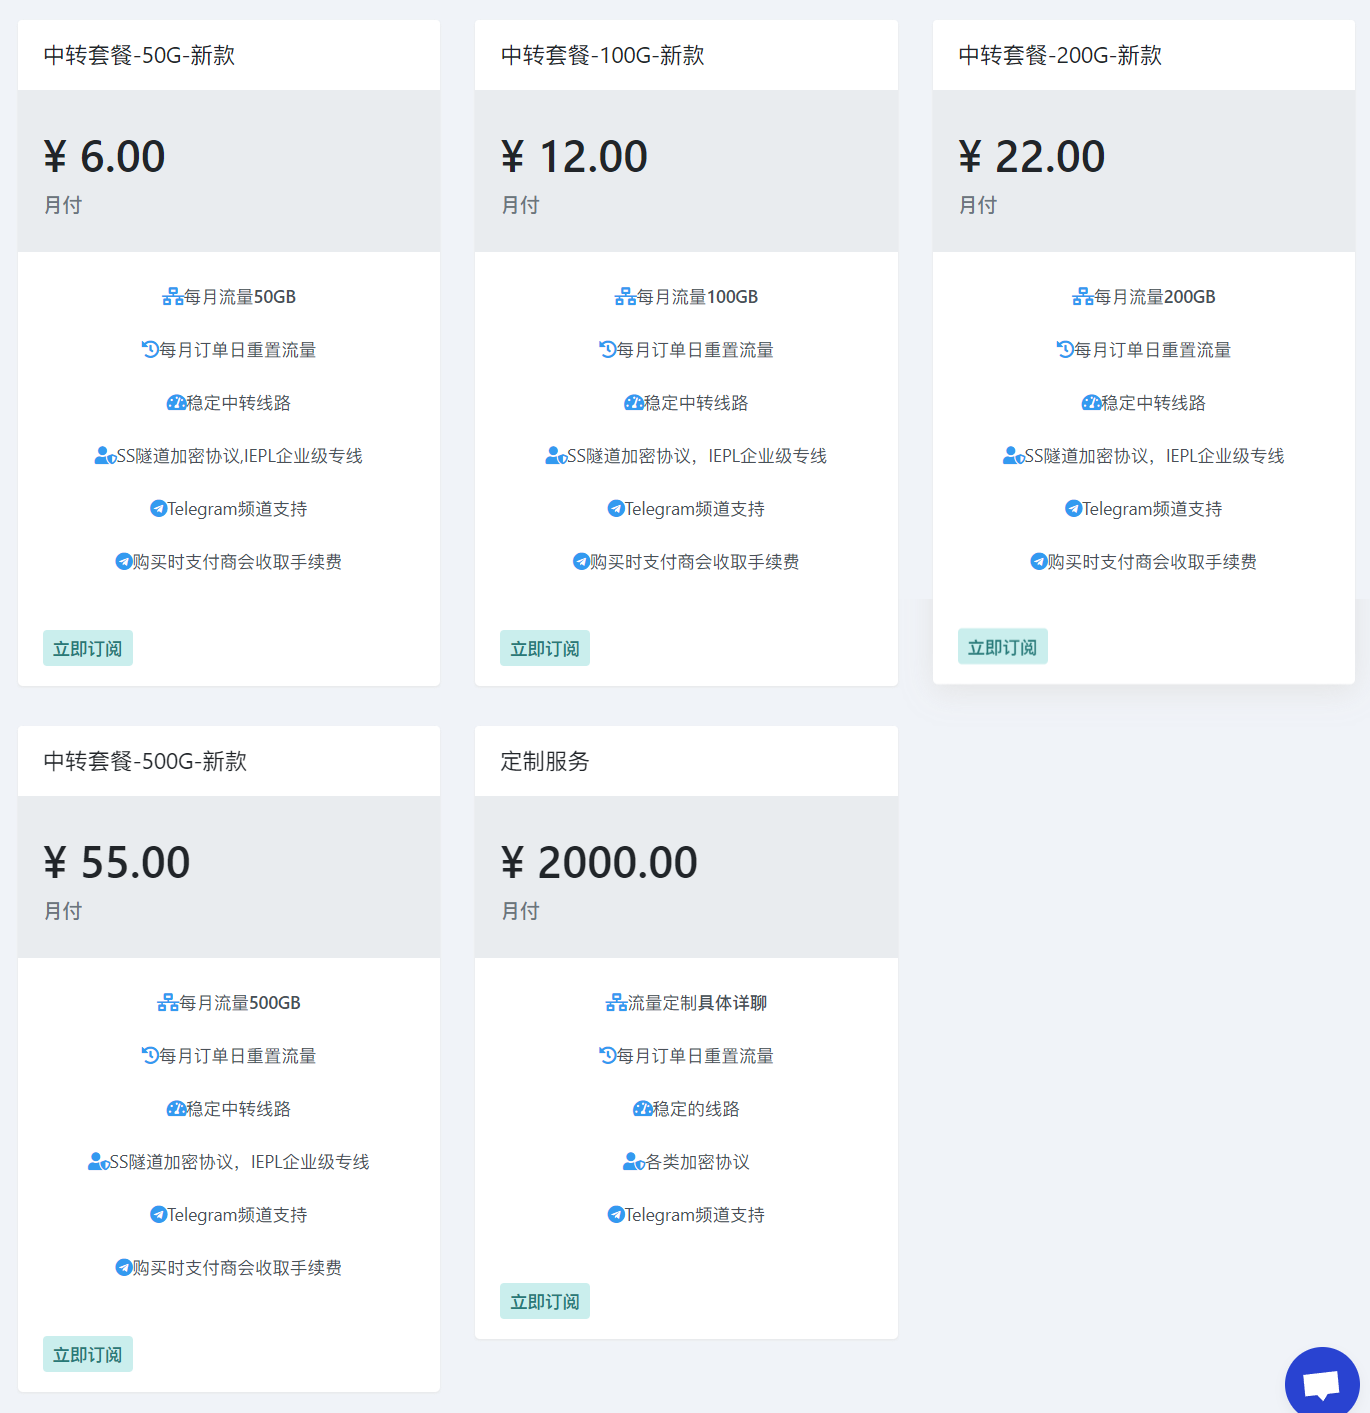 中转套餐-50G-新款
¥ 6.00
月付
每月流量50GB
每月订单日重置流量
稳定中转线路
SS隧道加密协议,IEPL企业级专线
Telegram频道支持
购买时支付商会收取手续费
立即订阅
中转套餐-100G-新款
¥ 12.00
月付
每月流量100GB
每月订单日重置流量
稳定中转线路
SS隧道加密协议，IEPL企业级专线
Telegram频道支持
购买时支付商会收取手续费
立即订阅
中转套餐-200G-新款
¥ 22.00
月付
每月流量200GB
每月订单日重置流量
稳定中转线路
SS隧道加密协议，IEPL企业级专线
Telegram频道支持
购买时支付商会收取手续费
立即订阅
中转套餐-500G-新款
¥ 55.00
月付
每月流量500GB
每月订单日重置流量
稳定中转线路
SS隧道加密协议，IEPL企业级专线
Telegram频道支持
购买时支付商会收取手续费
立即订阅
定制服务
¥ 2000.00
月付
流量定制具体详聊
每月订单日重置流量
稳定的线路
各类加密协议
Telegram频道支持
立即订阅